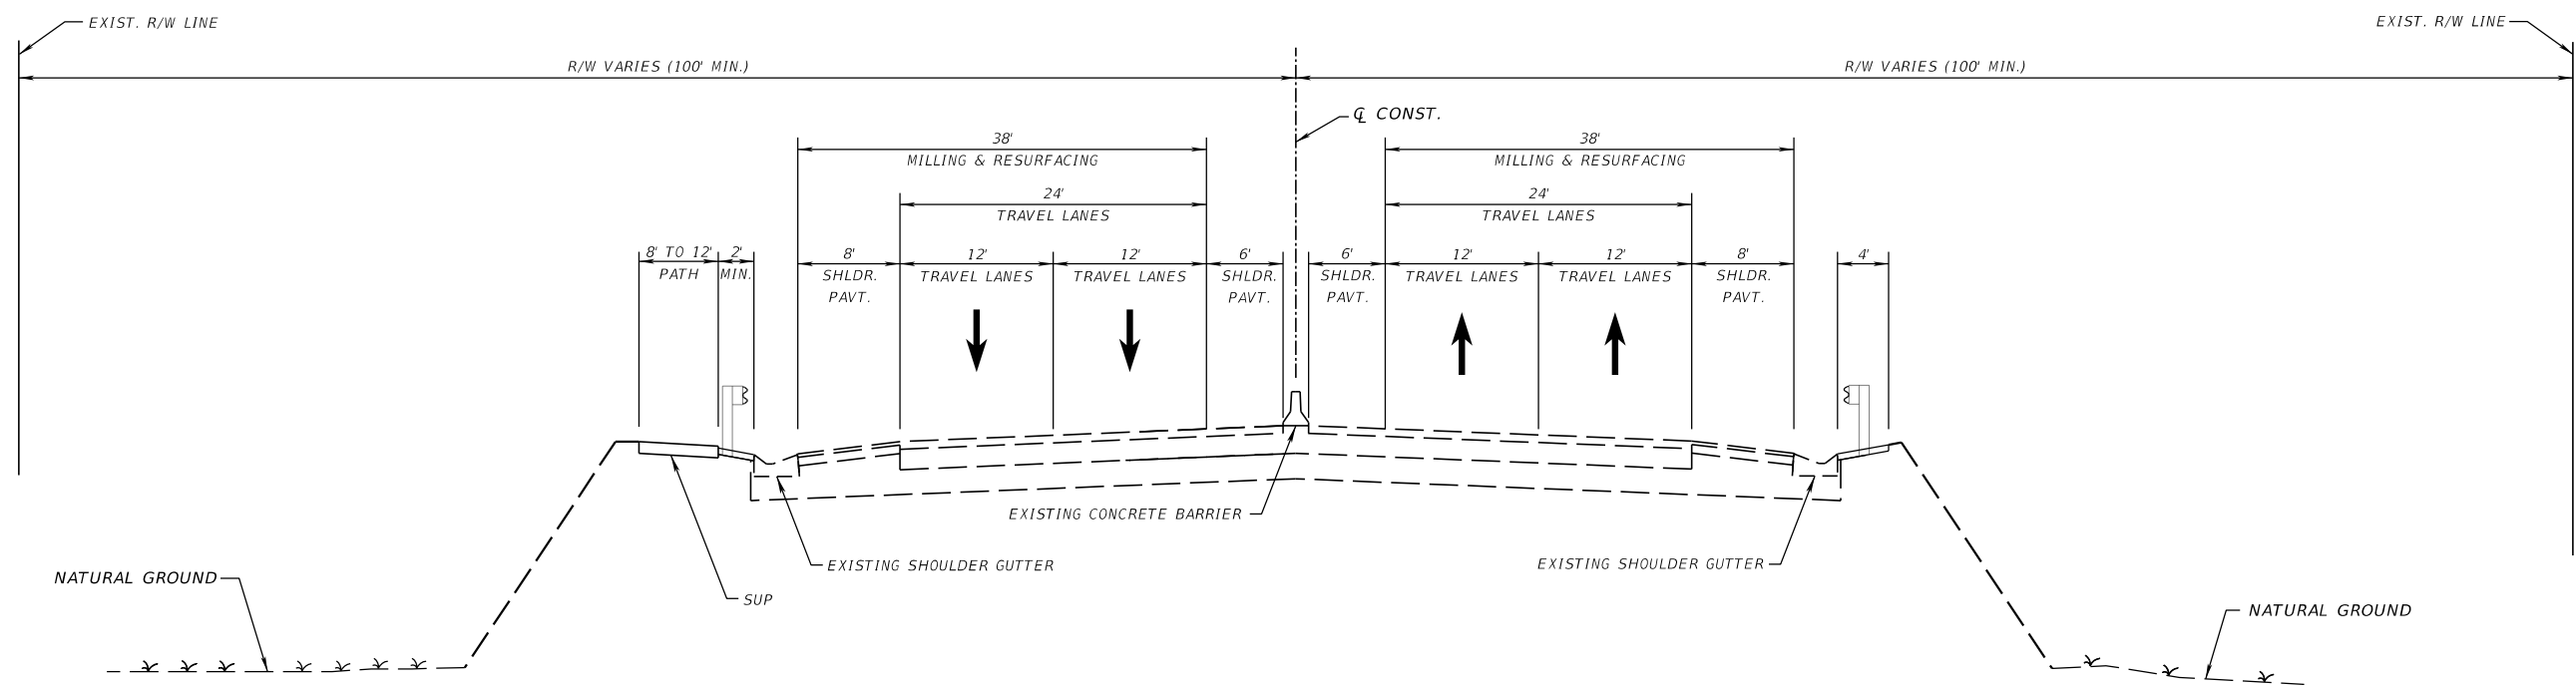 EXIST. R/W LINE
EXIST. R/W LINE
R/W VARIES (100' MIN.)
R/W VARIES (100' MIN.)
℄ CONST.
38'
MILLING & RESURFACING
38'
MILLING & RESURFACING
24'
TRAVEL LANES
24'
TRAVEL LANES
8' TO 12'
PATH
2'
MIN.
8'
SHLDR.
PAVT.
12'
TRAVEL LANES
12'
TRAVEL LANES
6'
SHLDR.
PAVT.
6'
SHLDR.
PAVT.
12'
TRAVEL LANES
12'
TRAVEL LANES
8'
SHLDR.
PAVT.
4'
EXISTING CONCRETE BARRIER
EXISTING SHOULDER GUTTER
EXISTING SHOULDER GUTTER
NATURAL GROUND
SUP
NATURAL GROUND